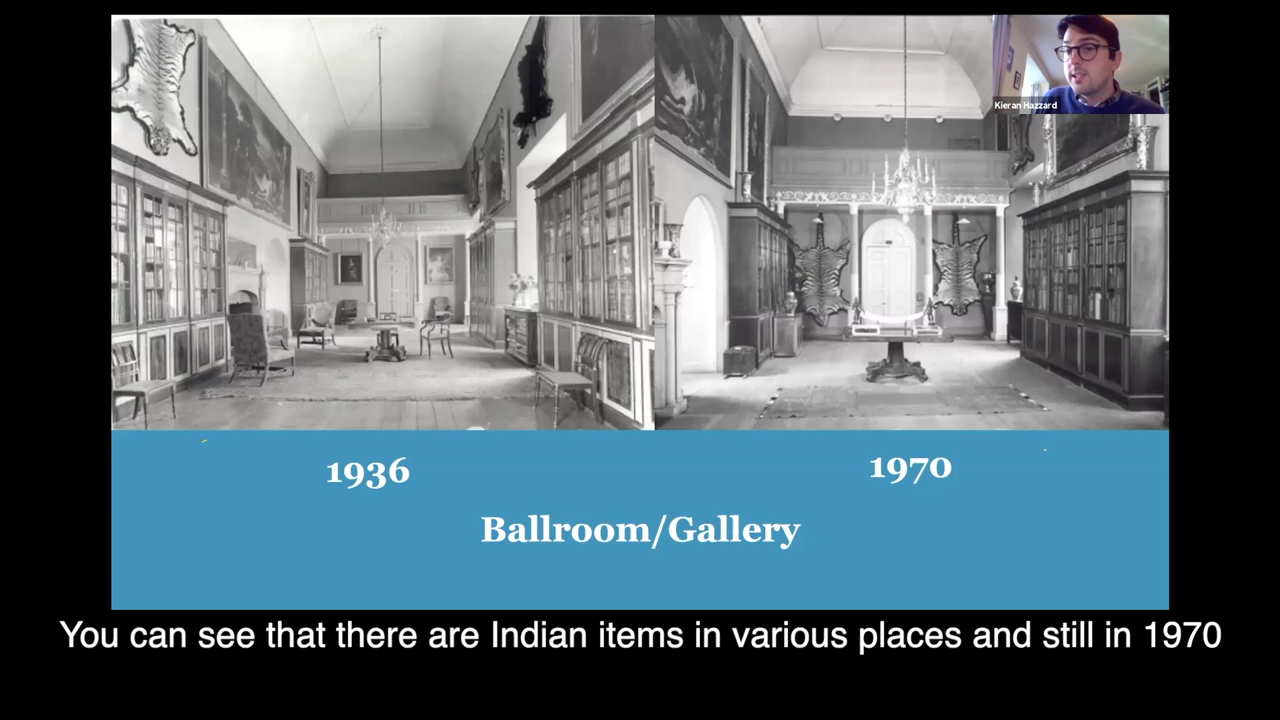 Kieran Hazzard
1936
1970
Ballroom/Gallery
You can see that there are Indian items in various places and still in 1970